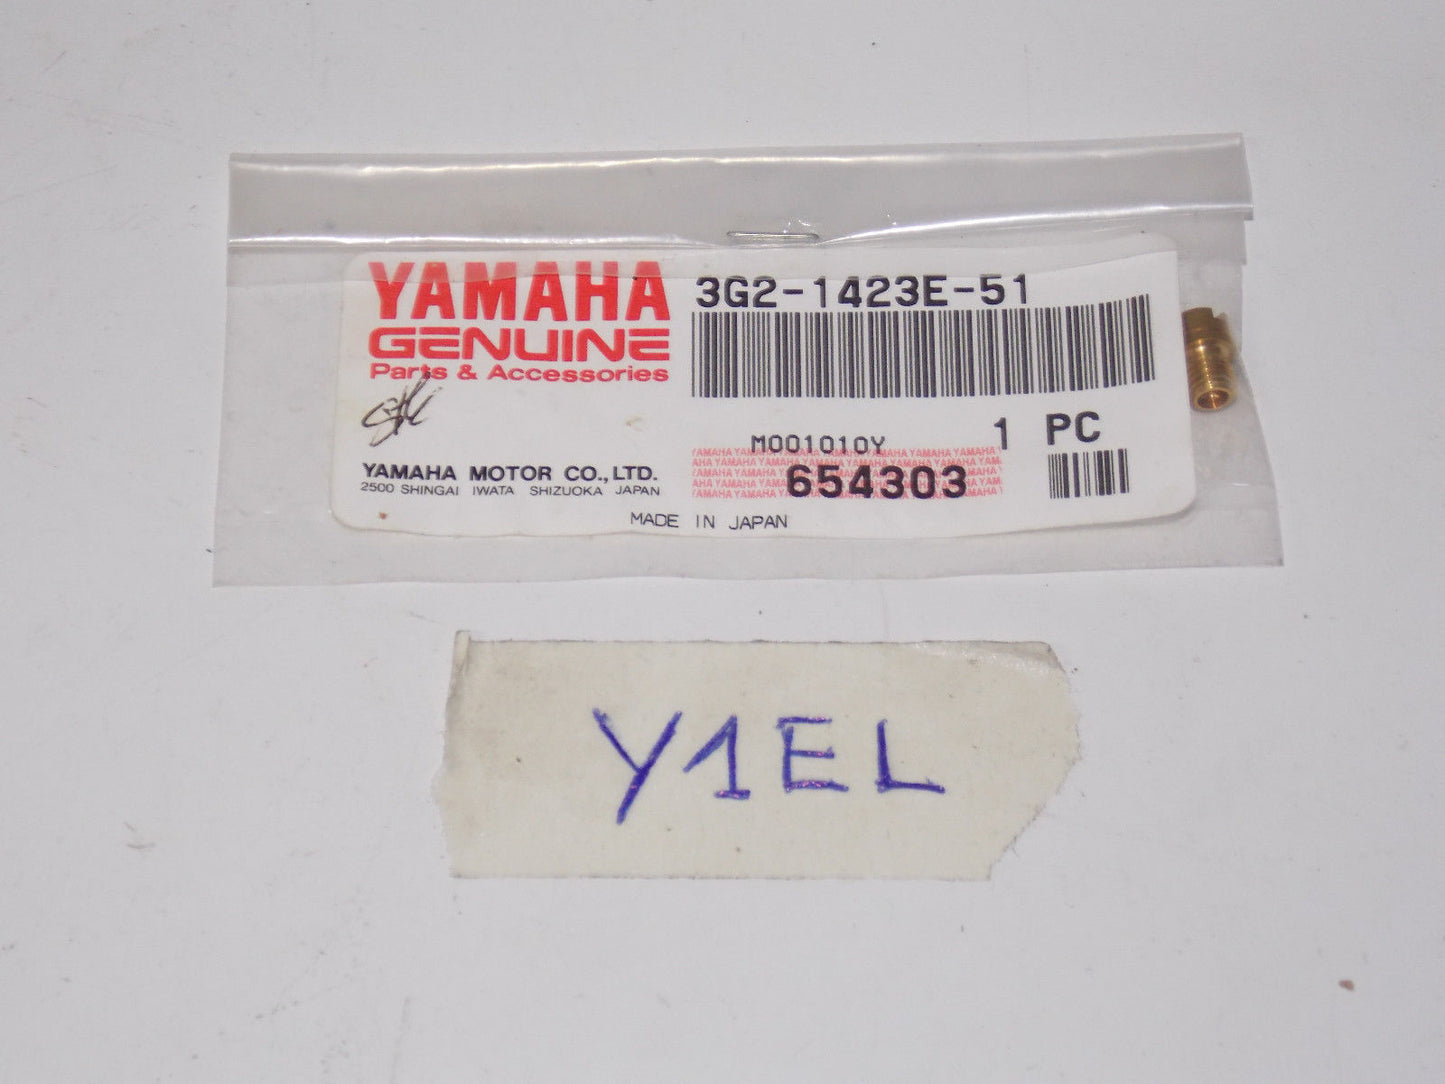 YAMAHA
GENUINE
Parts & Accessories
3G2-1423E-51
1 PC
M001010Y
654303
YAMAHA MOTOR CO., LTD.
2500 SHINGAI IWATA SHIZUOKA JAPAN
MADE IN JAPAN
Y1EL